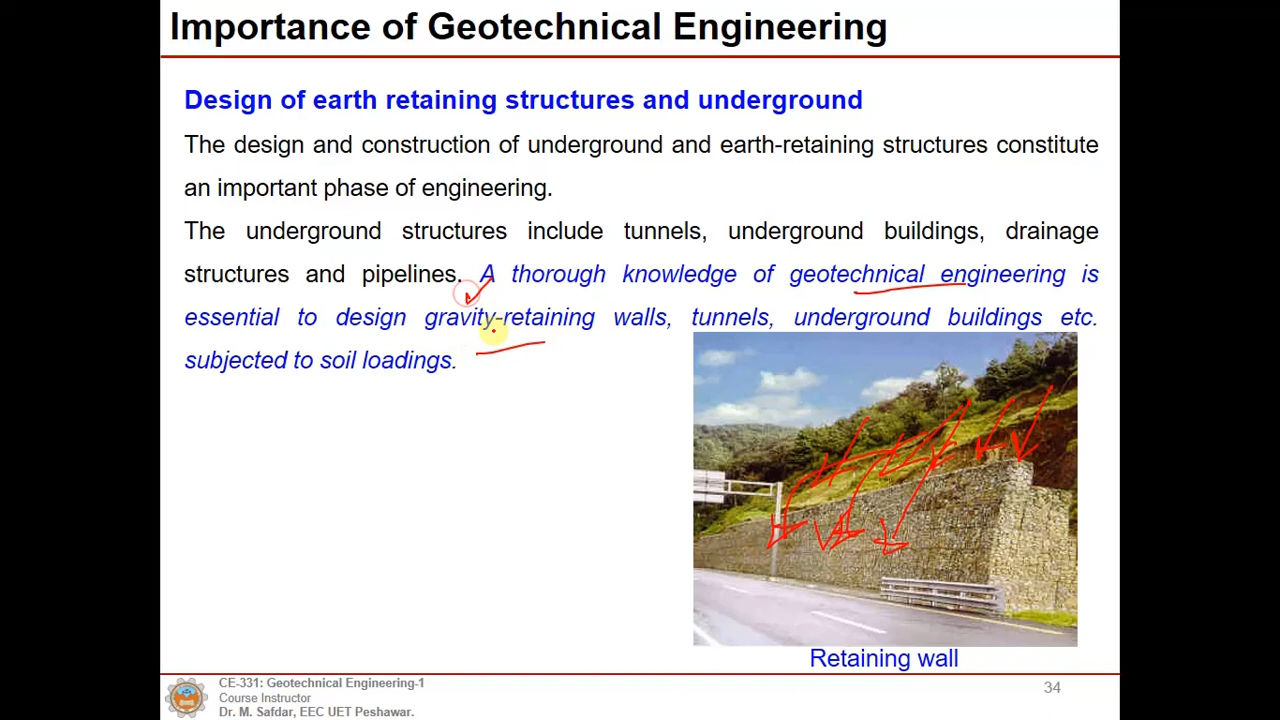 Importance of Geotechnical Engineering
Design of earth retaining structures and underground
The design and construction of underground and earth-retaining structures constitute
an important phase of engineering.
The underground structures include tunnels, underground buildings, drainage
structures and pipelines. A thorough knowledge of geotechnical engineering is
essential to design gravity-retaining walls, tunnels, underground buildings etc.
subjected to soil loadings.
Retaining wall
CE-331: Geotechnical Engineering-1
Course Instructor
Dr. M. Safdar, EEC UET Peshawar.
34